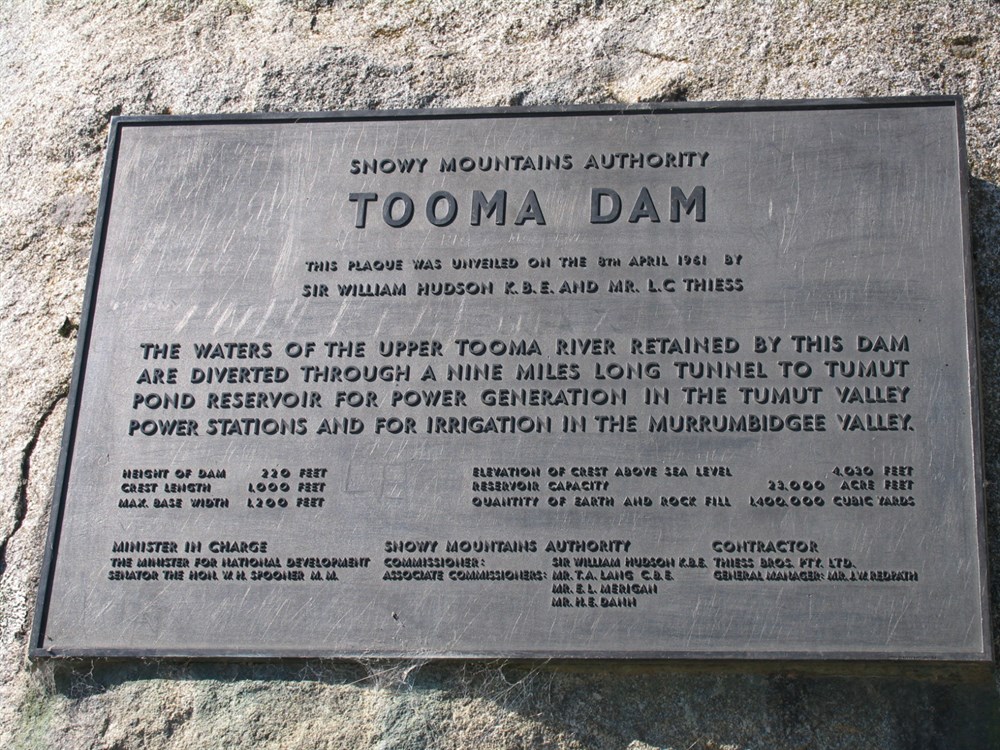 SNOWY MOUNTAINS AUTHORITY
TOOMA DAM
THIS PLAQUE WAS UNVEILED ON THE 8TH APRIL 1961 BY
SIR WILLIAM HUDSON K.B.E. AND MR. L.C THIESS
THE WATERS OF THE UPPER TOOMA RIVER RETAINED BY THIS DAM
ARE DIVERTED THROUGH A NINE MILES LONG TUNNEL TO TUMUT
POND RESERVOIR FOR POWER GENERATION IN THE TUMUT VALLEY
POWER STATIONS AND FOR IRRIGATION IN THE MURRUMBIDGEE VALLEY.
HEIGHT OF DAM 220 FEET
CREST LENGTH 1,000 FEET
MAX. BASE WIDTH 1,200 FEET
ELEVATION OF CREST ABOVE SEA LEVEL 4,030 FEET
RESERVOIR CAPACITY 23,000 ACRE FEET
QUANTITY OF EARTH AND ROCK FILL 1,400,000 CUBIC YARDS
MINISTER IN CHARGE
THE MINISTER FOR NATIONAL DEVELOPMENT
SENATOR THE HON. W. H. SPOONER M. M.
SNOWY MOUNTAINS AUTHORITY
COMMISSIONER: SIR WILLIAM HUDSON K.B.E.
ASSOCIATE COMMISSIONERS: MR. T. A. LANG C.B.E.
MR. E. L. MERIGAN
MR. H. E. DANN
CONTRACTOR
THIESS BROS. PTY. LTD.
GENERAL MANAGER: MR. J. W. REDPATH